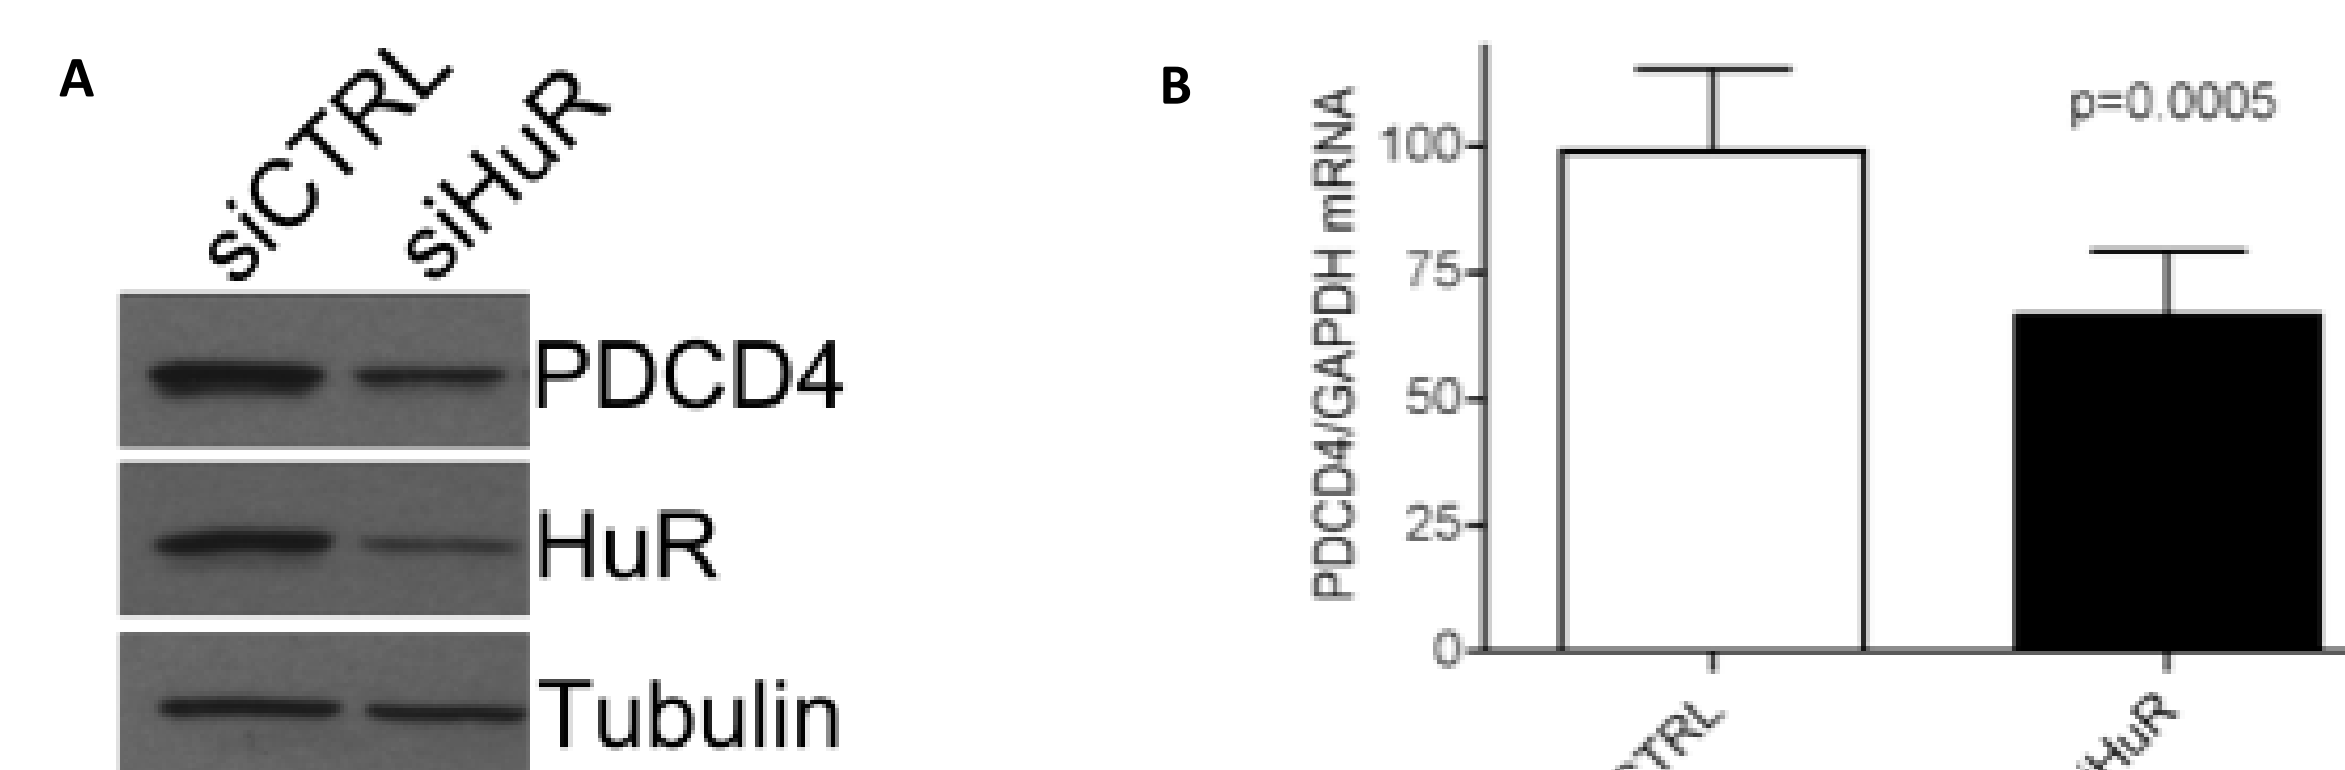 A
siCTRL
siHuR
PDCD4
HuR
Tubulin
B
PDCD4/GAPDH mRNA
100
75
50
25
0
p=0.0005